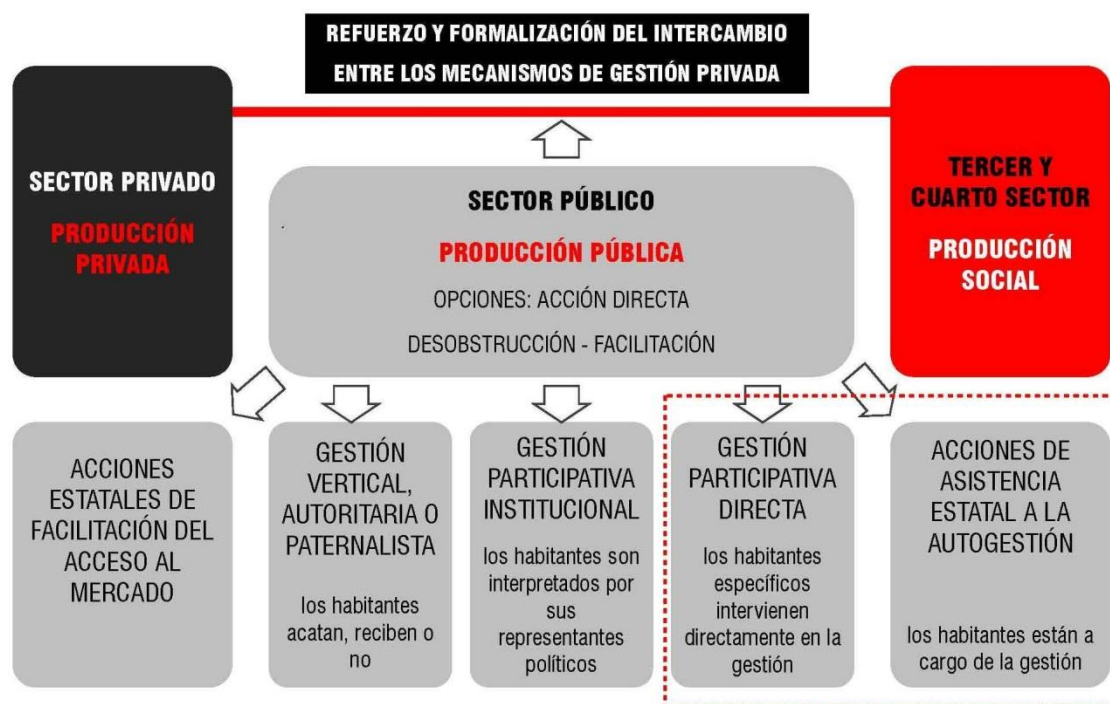 REFUERZO Y FORMALIZACIÓN DEL INTERCAMBIO
ENTRE LOS MECANISMOS DE GESTIÓN PRIVADA
SECTOR PRIVADO
PRODUCCIÓN
PRIVADA
SECTOR PÚBLICO
PRODUCCIÓN PÚBLICA
OPCIONES: ACCIÓN DIRECTA
DESOBSTRUCCIÓN - FACILITACIÓN
TERCER Y
CUARTO SECTOR
PRODUCCIÓN
SOCIAL
ACCIONES
ESTATALES DE
FACILITACIÓN DEL
ACCESO AL
MERCADO
GESTIÓN
VERTICAL,
AUTORITARIA O
PATERNALISTA
los habitantes
acatan, reciben o
no
GESTIÓN
PARTICIPATIVA
INSTITUCIONAL
los habitantes son
interpretados por
sus
representantes
políticos
GESTIÓN
PARTICIPATIVA
DIRECTA
los habitantes
específicos
intervienen
directamente en la
gestión
ACCIONES DE
ASISTENCIA
ESTATAL A LA
AUTOGESTIÓN
los habitantes están a
cargo de la gestión